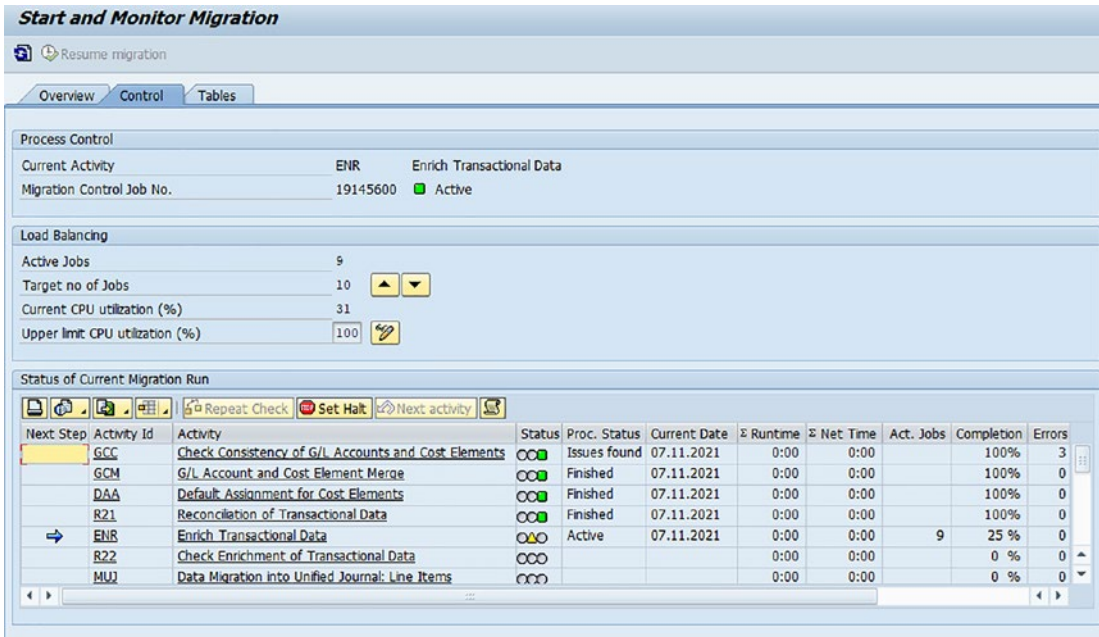 Start and Monitor Migration
Resume migration
Overview Control Tables
Process Control
Current Activity ENR Enrich Transactional Data
Migration Control Job No. 19145600 Active
Load Balancing
Active Jobs 9
Target no of Jobs 10
Current CPU utilization (%) 31
Upper limit CPU utilization (%) 100
Status of Current Migration Run
Repeat Check STOP Set Halt Next activity
Next Step Activity Id Activity Status Proc. Status Current Date Σ Runtime Σ Net Time Act. Jobs Completion Errors
GCC Check Consistency of G/L Accounts and Cost Elements Issues found 07.11.2021 0:00 0:00 100% 3
GCM G/L Account and Cost Element Merge Finished 07.11.2021 0:00 0:00 100% 0
DAA Default Assignment for Cost Elements Finished 07.11.2021 0:00 0:00 100% 0
R21 Reconciliation of Transactional Data Finished 07.11.2021 0:00 0:00 100% 0
ENR Enrich Transactional Data Active 07.11.2021 0:00 0:00 9 25 % 0
R22 Check Enrichment of Transactional Data 0:00 0:00 0 % 0
MUJ Data Migration into Unified Journal: Line Items 0:00 0:00 0 % 0